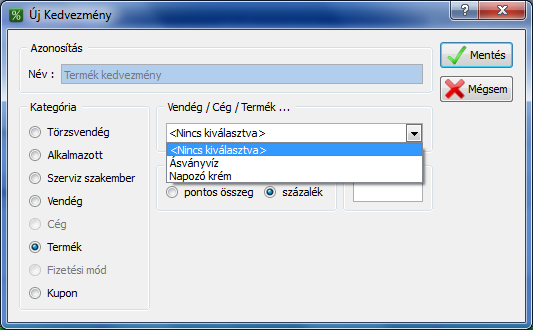 Új Kedvezmény
Azonosítás
Név : Termék kedvezmény
Mentés
Mégsem
Kategória
Törzsvendég
Alkalmazott
Szerviz szakember
Vendég
Cég
Termék
Fizetési mód
Kupon
Vendég / Cég / Termék ...
<Nincs kiválasztva>
<Nincs kiválasztva>
Ásványvíz
Napozó krém
pontos összeg százalék